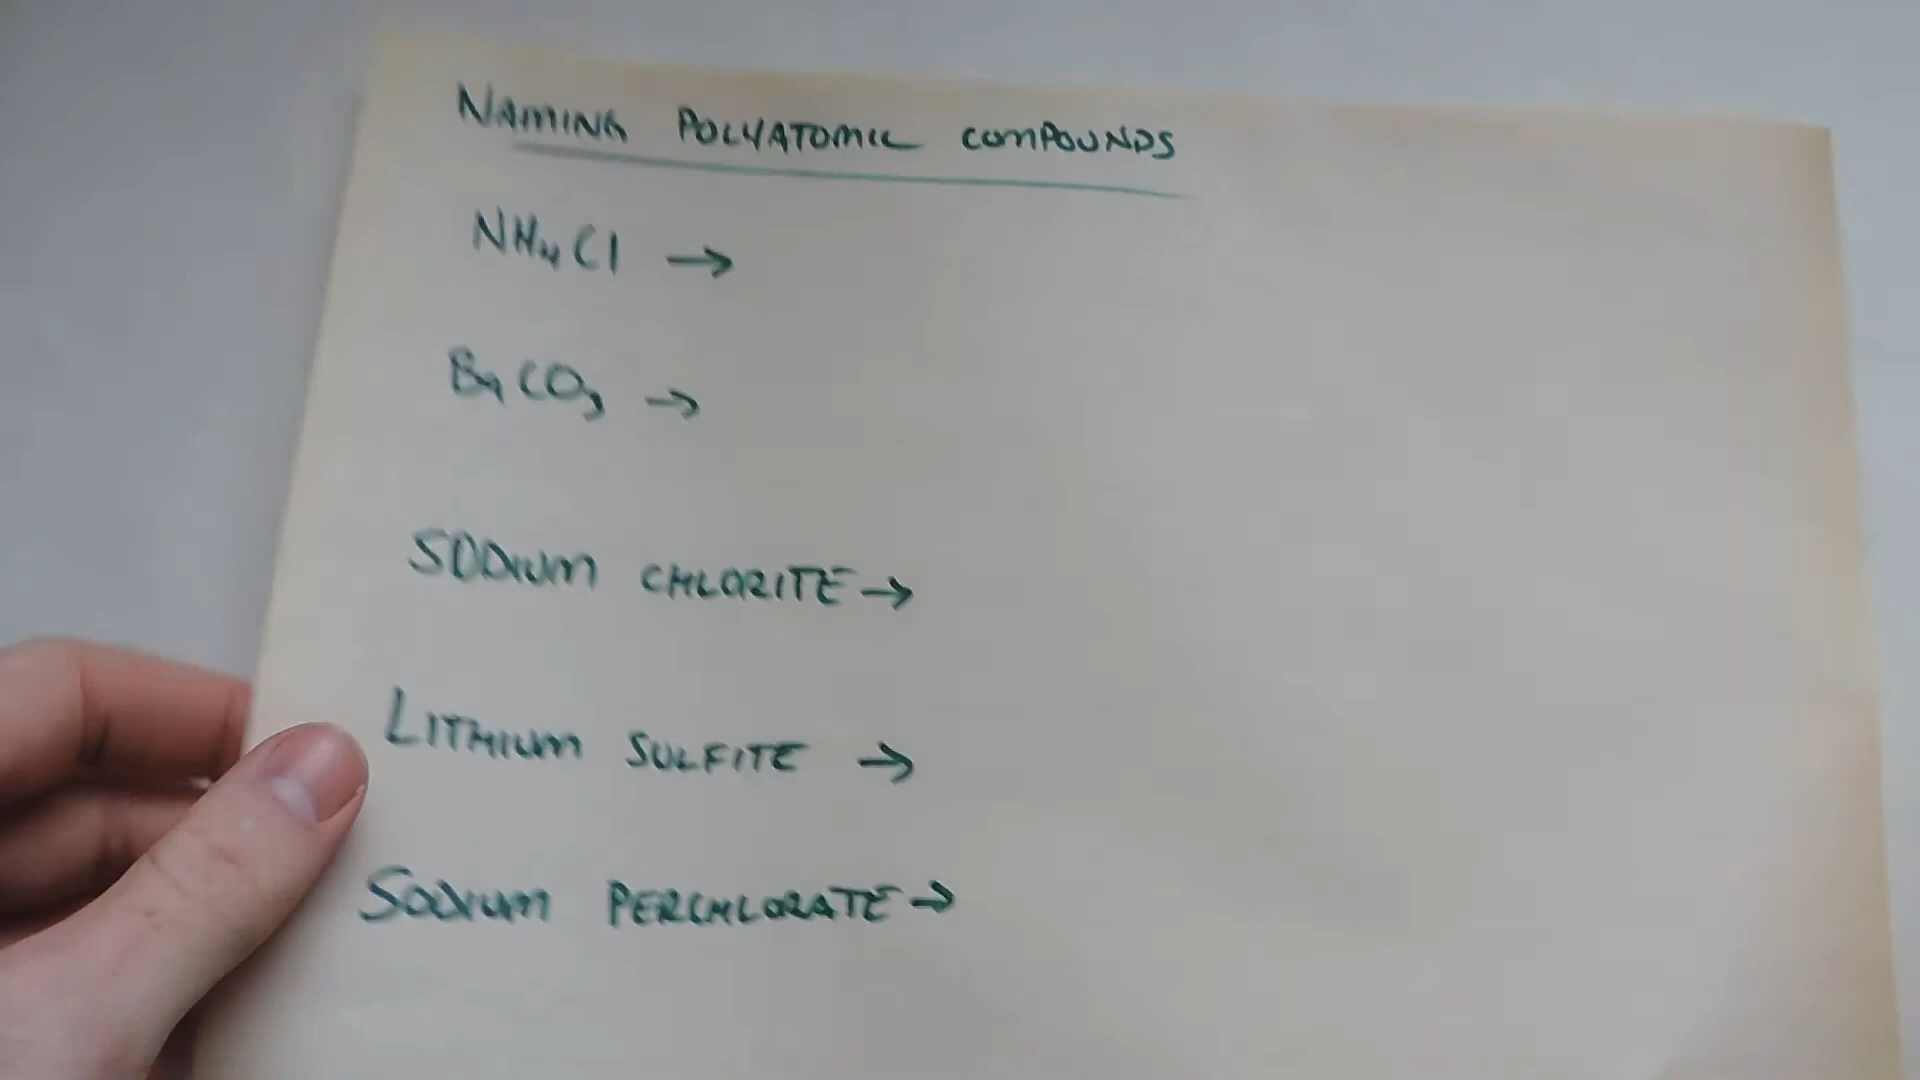 NAMING POLYATOMIC COMPOUNDS
NH₄Cl →
BaCO₃ →
SODIUM CHLORITE →
LITHIUM SULFITE →
SODIUM PERCHLORATE →